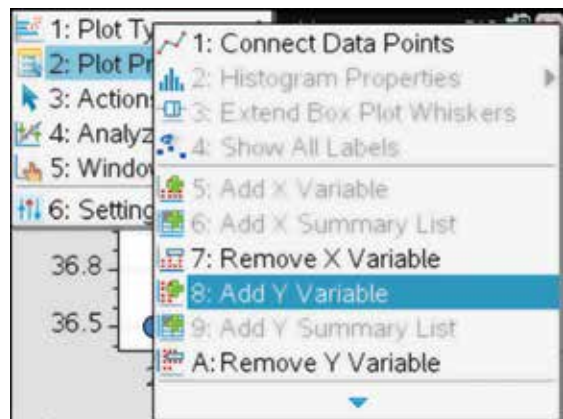 1: Plot Ty
2: Plot Pr
3: Action
4: Analyz
5: Window
6: Setting
1: Connect Data Points
2: Histogram Properties
3: Extend Box Plot Whiskers
4: Show All Labels
5: Add X Variable
6: Add X Summary List
7: Remove X Variable
8: Add Y Variable
9: Add Y Summary List
A: Remove Y Variable
36.8
36.5